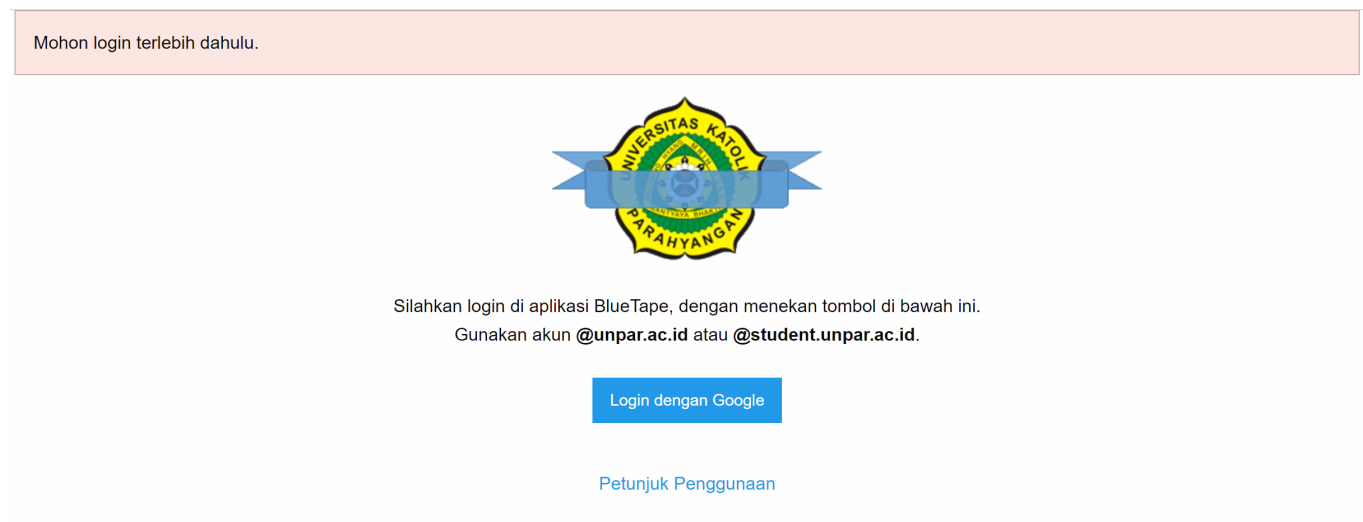 Mohon login terlebih dahulu.
UNIVERSITAS KATOLIK
PARAHYANGAN
Silahkan login di aplikasi BlueTape, dengan menekan tombol di bawah ini.
Gunakan akun @unpar.ac.id atau @student.unpar.ac.id.
Login dengan Google
Petunjuk Penggunaan